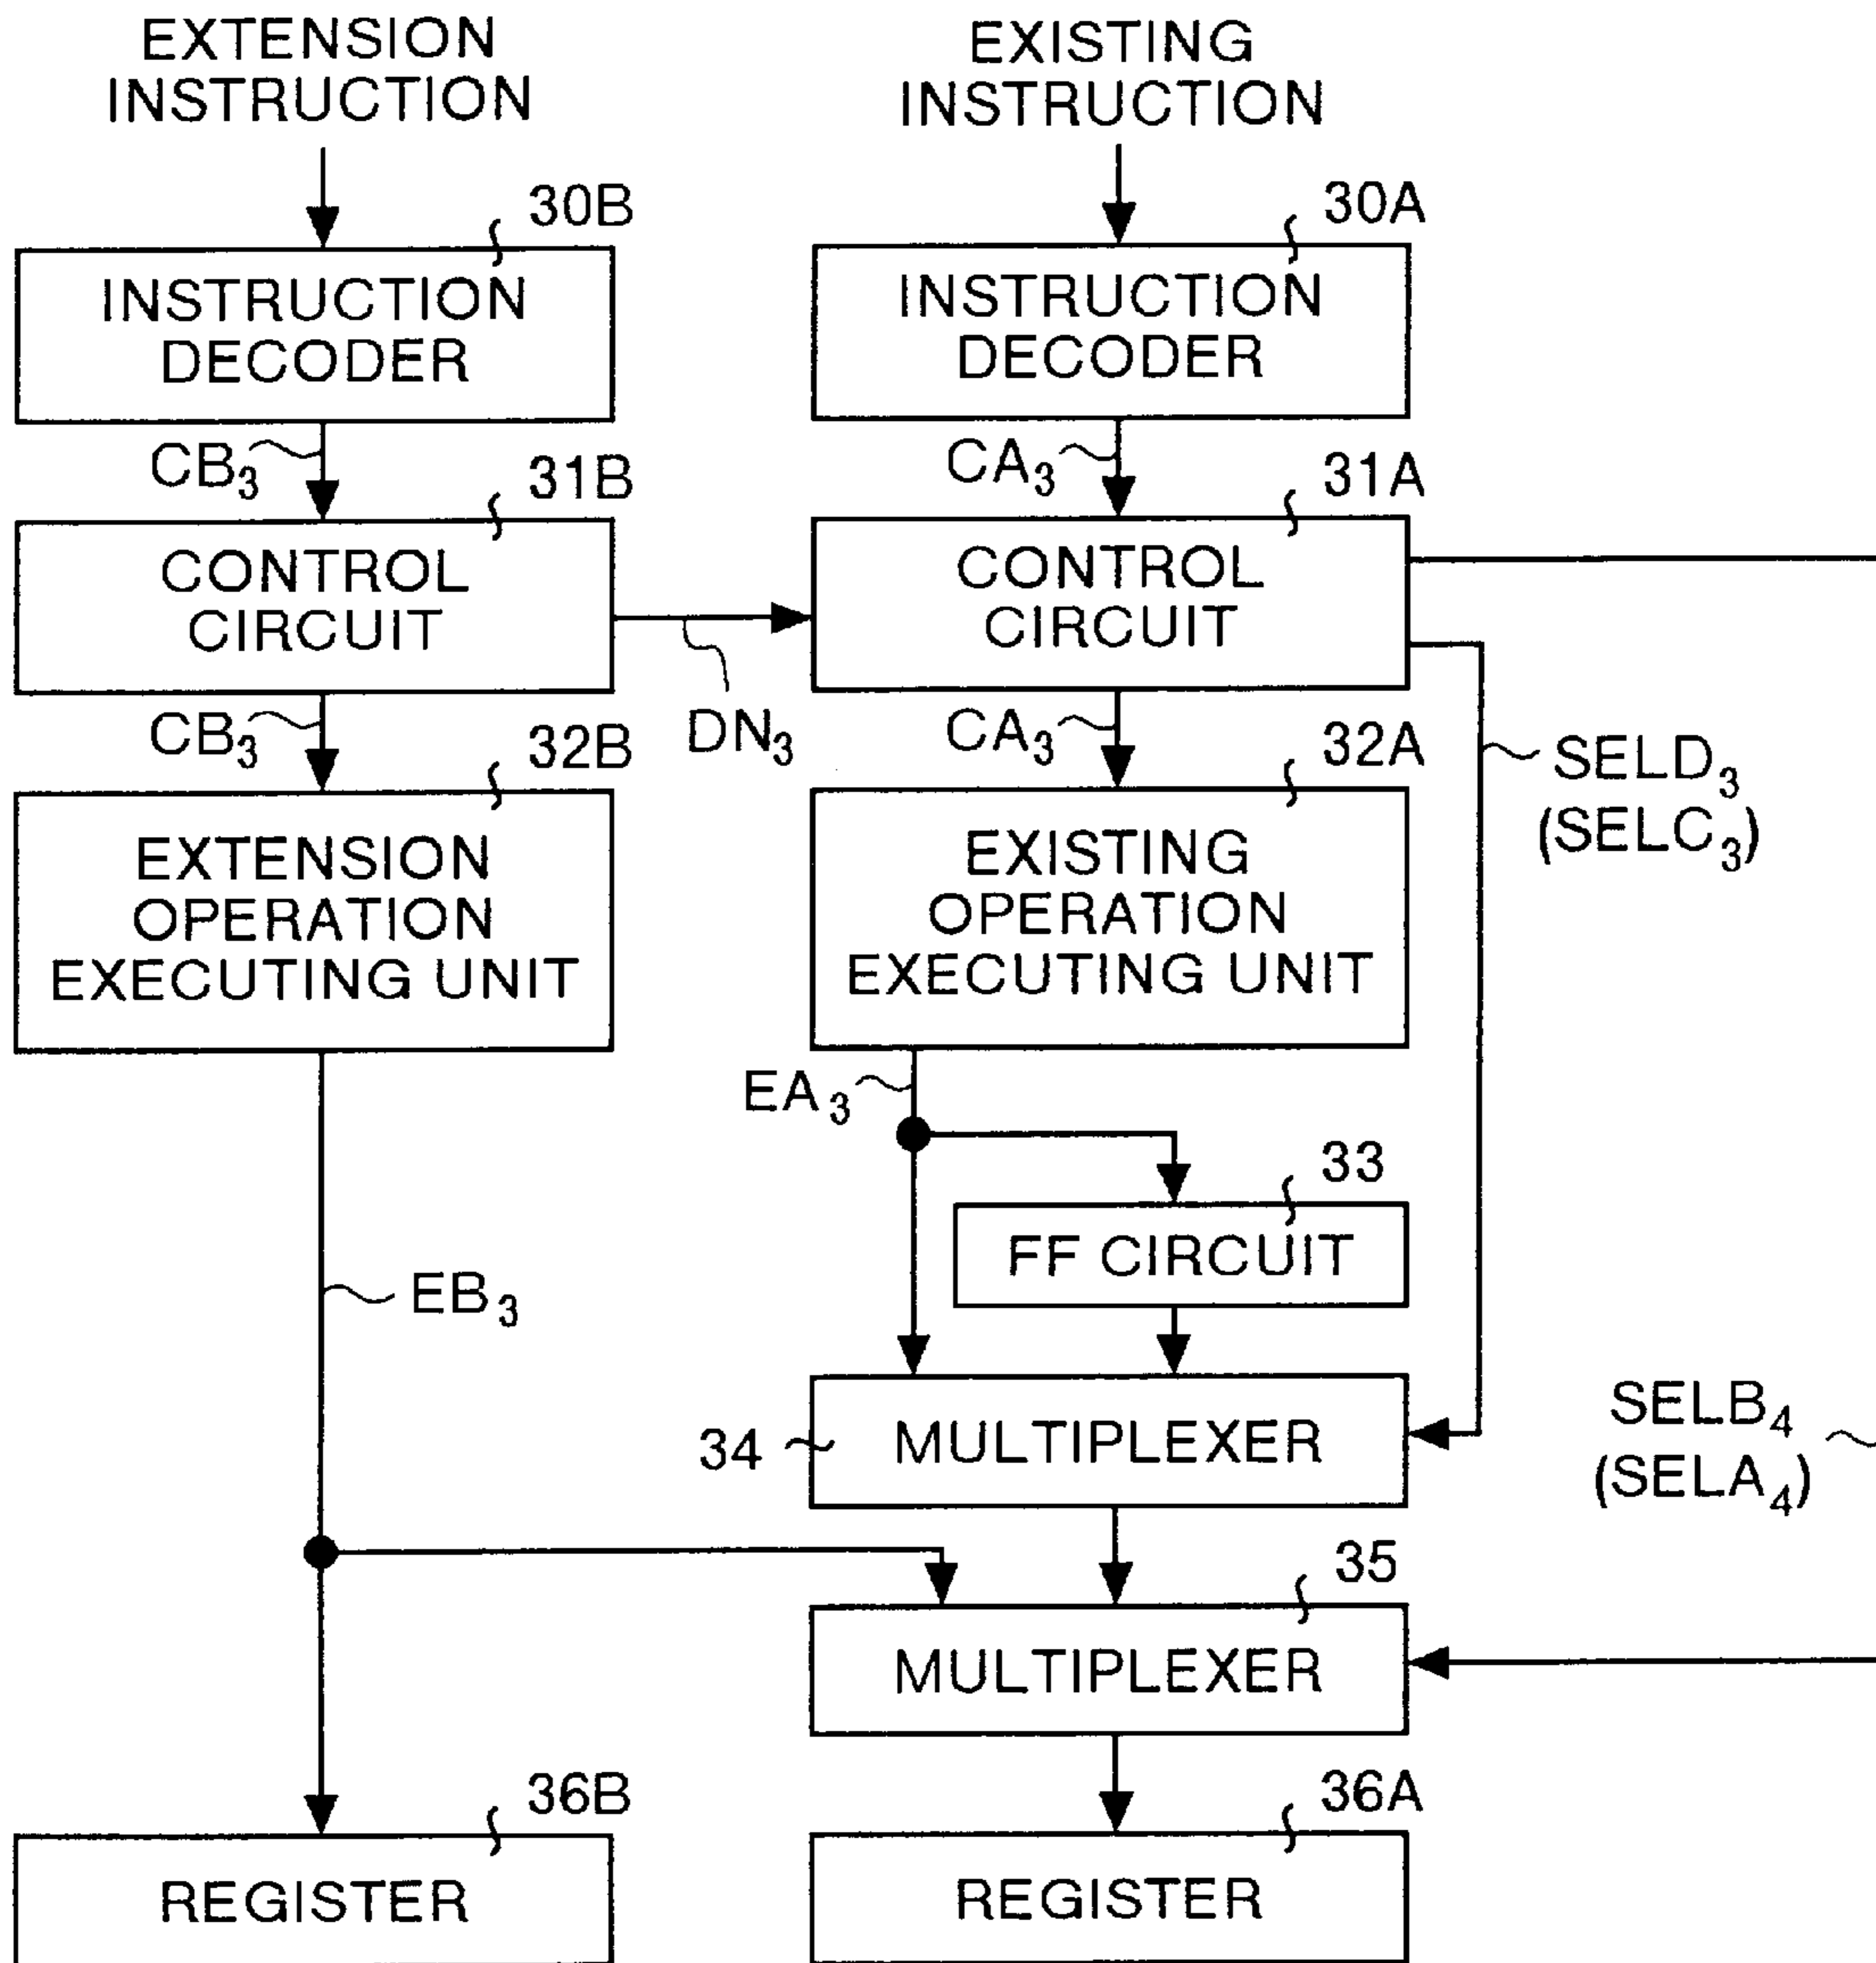 EXTENSION
INSTRUCTION
EXISTING
INSTRUCTION
30B
30A
INSTRUCTION
DECODER
INSTRUCTION
DECODER
CB₃
CA₃
31B
31A
CONTROL
CIRCUIT
CONTROL
CIRCUIT
CB₃
DN₃
CA₃
32B
32A
SELD₃
(SELC₃)
EXTENSION
OPERATION
EXECUTING UNIT
EXISTING
OPERATION
EXECUTING UNIT
EA₃
33
FF CIRCUIT
EB₃
34
MULTIPLEXER
SELB₄
(SELA₄)
35
MULTIPLEXER
36B
36A
REGISTER
REGISTER